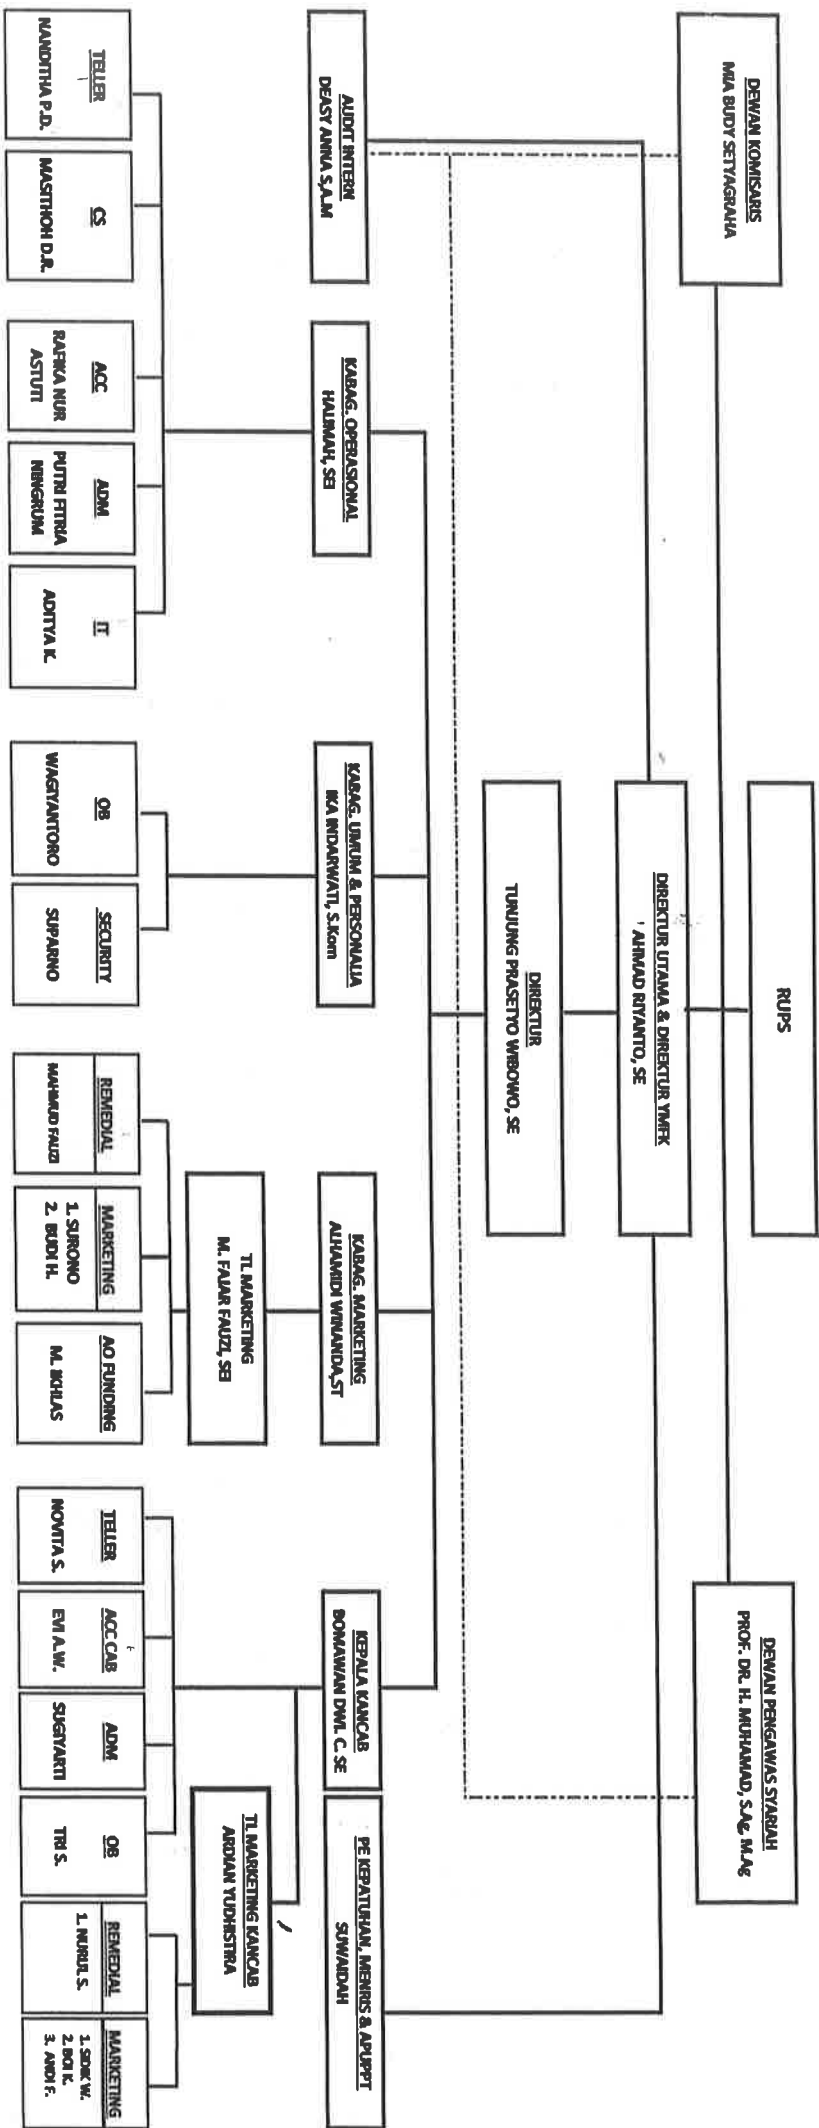 RUPS
DEWAN KOMISARIS
MIA BUDY SETYAGRAHA
DEWAN PENGAWAS SYARIAH
PROF. DR. H. MUHAMAD, S.Ag, M.Ag
DIREKTUR UTAMA & DIREKTUR YMFK
AHMAD RIYANTO, SE
DIREKTUR
TUNJUNG PRASETYO WIBOWO, SE
AUDIT INTERN
DEASY ANNA S,A.M
KABAG. OPERASIONAL
HALIMAH, SEI
KABAG. UMUM & PERSONALIA
IKA INDARWATI, S.Kom
KABAG. MARKETING
ALHAMIDI WINANDA,ST
KEPALA KANCAB
BOMAWAN DWI. C. SE
PE KEPATUHAN, MENRIS & APUPPT
SUWAIDAH
TL MARKETING
M. FAJAR FAUZI, SEI
TL MARKETING KANCAB
ARDIAN YUDHISTIRA
TELLER
NANDITHA P.D.
CS
MASITHOH D.R.
ACC
RAFIKA NUR
ASTUTI
ADM
PUTRI FITRIA
NINGRUM
IT
ADITYA K.
OB
WAGIYANTORO
SECURITY
SUPARNO
REMEDIAL
MAHMUD FAUZI
MARKETING
1. SURONO
2. BUDI H.
AO FUNDING
M. IKHLAS
TELLER
NOVITA S.
ACC CAB
EVI A.W.
ADM
SUGIYARTI
OB
TRI S.
REMEDIAL
1. NURUL S.
MARKETING
1. SIDIK W.
2. BOI K.
3. ANDI F.